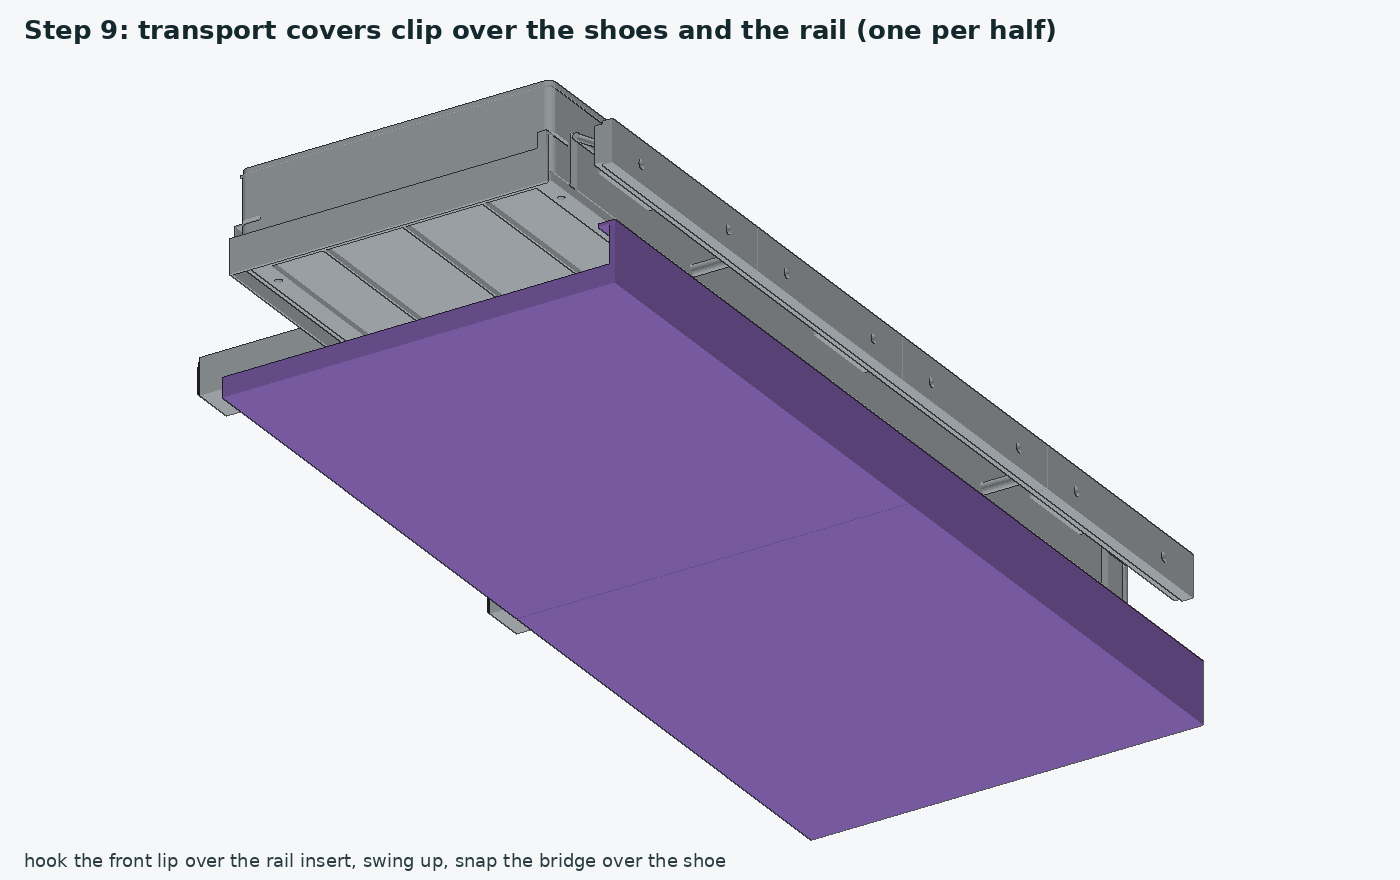 Step 9: transport covers clip over the shoes and the rail (one per half)
hook the front lip over the rail insert, swing up, snap the bridge over the shoe